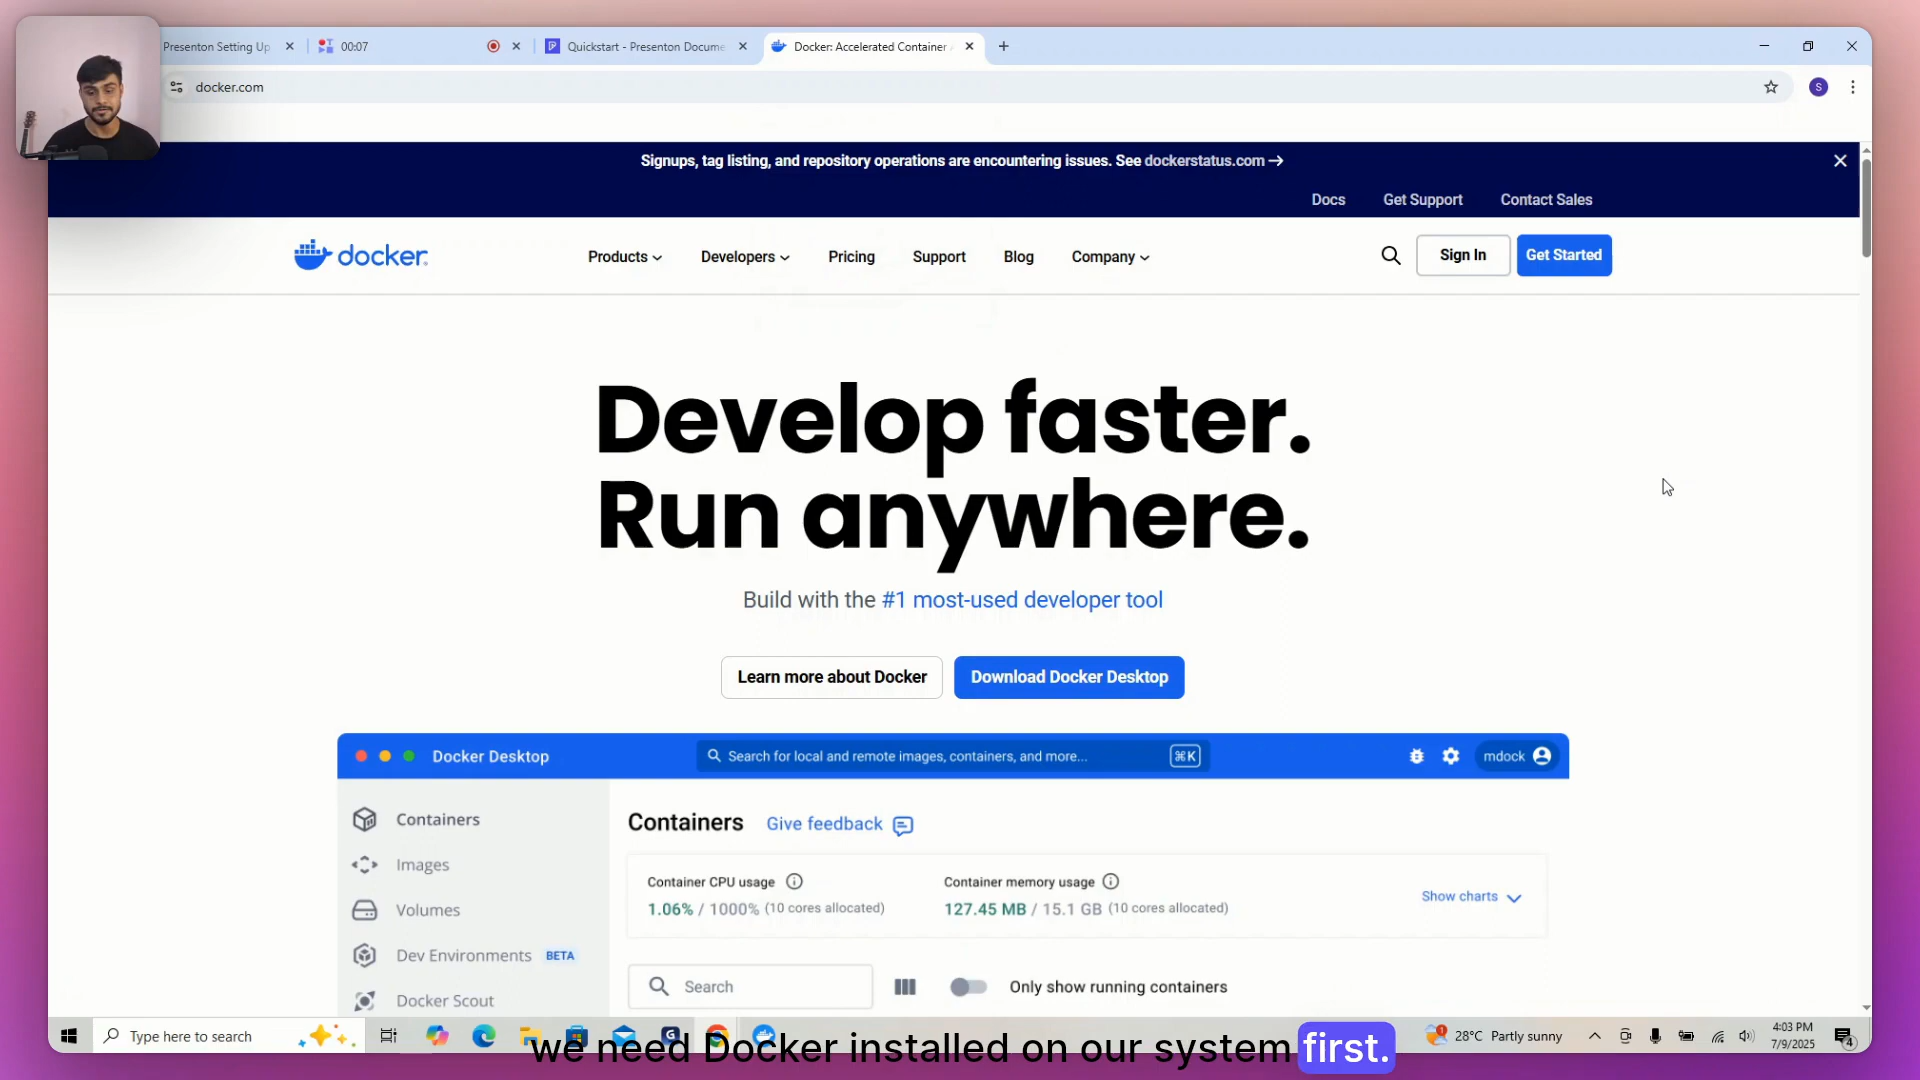 Presenton Setting Up
00:07
Quickstart - Presenton Docume
Docker: Accelerated Container
docker.com
S
Signups, tag listing, and repository operations are encountering issues. See dockerstatus.com →
Docs Get Support Contact Sales
docker
Products Developers Pricing Support Blog Company
Sign In Get Started
Develop faster.
Run anywhere.
Build with the #1 most-used developer tool
Learn more about Docker Download Docker Desktop
Docker Desktop
Search for local and remote images, containers, and more...
⌘K
mdock
Containers
Images
Volumes
Dev Environments BETA
Docker Scout
Containers Give feedback
Container CPU usage
1.06% / 1000% (10 cores allocated)
Container memory usage
127.45 MB / 15.1 GB (10 cores allocated)
Show charts
Search
Only show running containers
Type here to search
28°C Partly sunny
4:03 PM
7/9/2025
4
we need Docker installed on our system first.